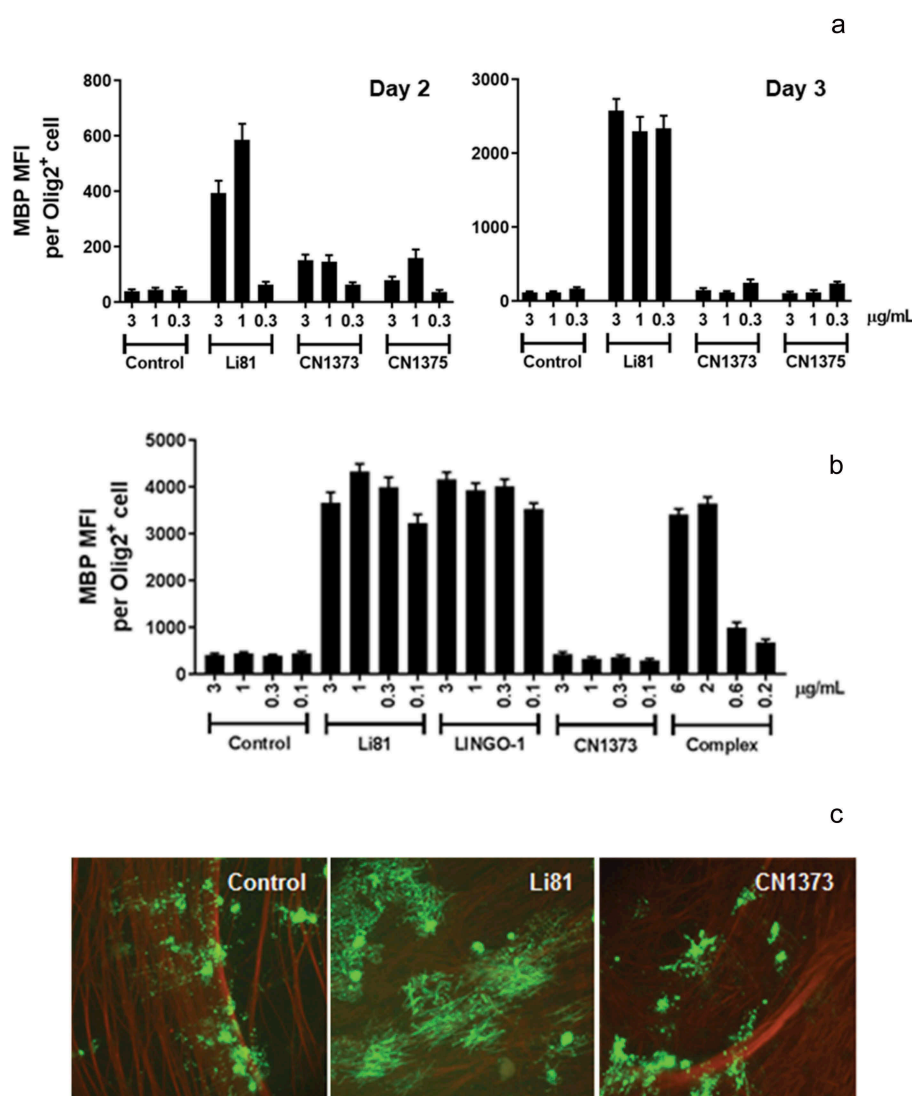 a
Day 2
Day 3
MBP MFI
per Olig2⁺ cell
800
600
400
200
0
3 1 0.3 3 1 0.3 3 1 0.3 3 1 0.3
Control Li81 CN1373 CN1375
3000
2000
1000
0
3 1 0.3 3 1 0.3 3 1 0.3 3 1 0.3 μg/mL
Control Li81 CN1373 CN1375
b
MBP MFI
per Olig2⁺ cell
5000
4000
3000
2000
1000
0
3 1 0.3 0.1 3 1 0.3 0.1 3 1 0.3 0.1 3 1 0.3 0.1 6 2 0.6 0.2 μg/mL
Control Li81 LINGO-1 CN1373 Complex
c
Control Li81 CN1373